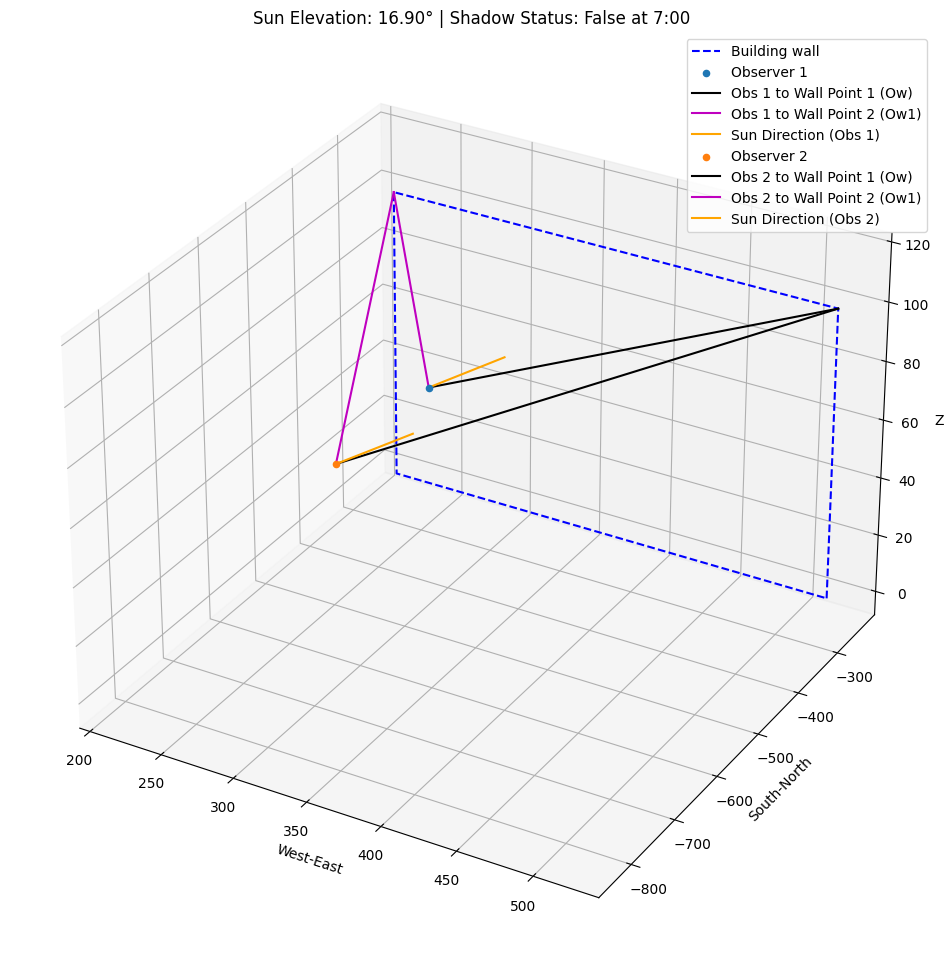 Sun Elevation: 16.90° | Shadow Status: False at 7:00
Building wall
Observer 1
Obs 1 to Wall Point 1 (Ow)
Obs 1 to Wall Point 2 (Ow1)
Sun Direction (Obs 1)
Observer 2
Obs 2 to Wall Point 1 (Ow)
Obs 2 to Wall Point 2 (Ow1)
Sun Direction (Obs 2)
120
100
80
60
40
20
0
Z
−300
−400
−500
−600
−700
−800
South-North
200
250
300
350
400
450
500
West-East